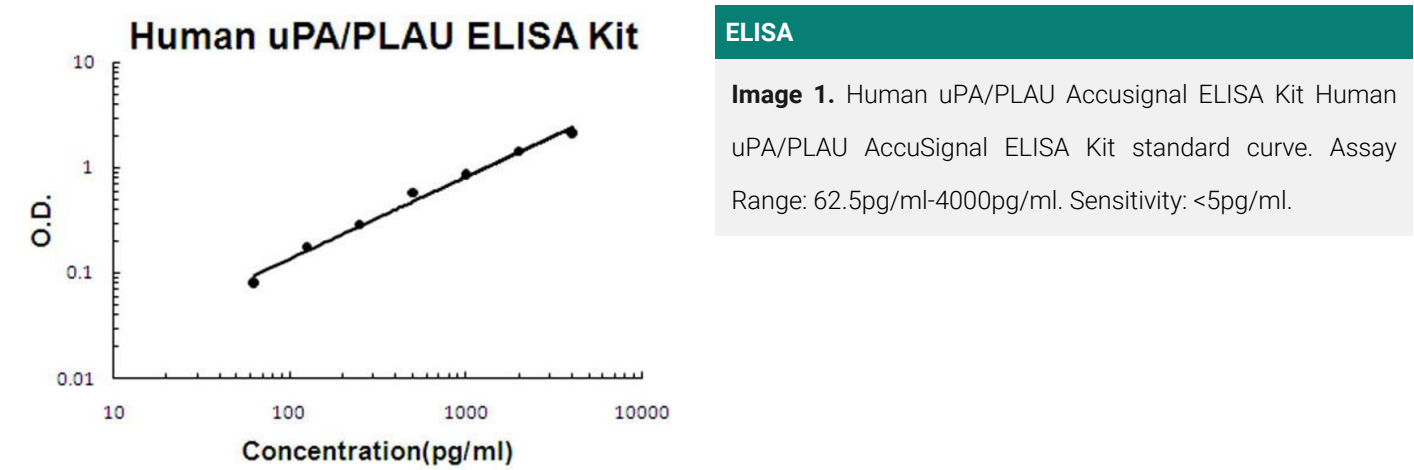 Human uPA/PLAU ELISA Kit
10
1
0.1
0.01
O.D.
10 100 1000 10000
Concentration(pg/ml)
ELISA
Image 1. Human uPA/PLAU Accusignal ELISA Kit Human
uPA/PLAU AccuSignal ELISA Kit standard curve. Assay
Range: 62.5pg/ml-4000pg/ml. Sensitivity: <5pg/ml.